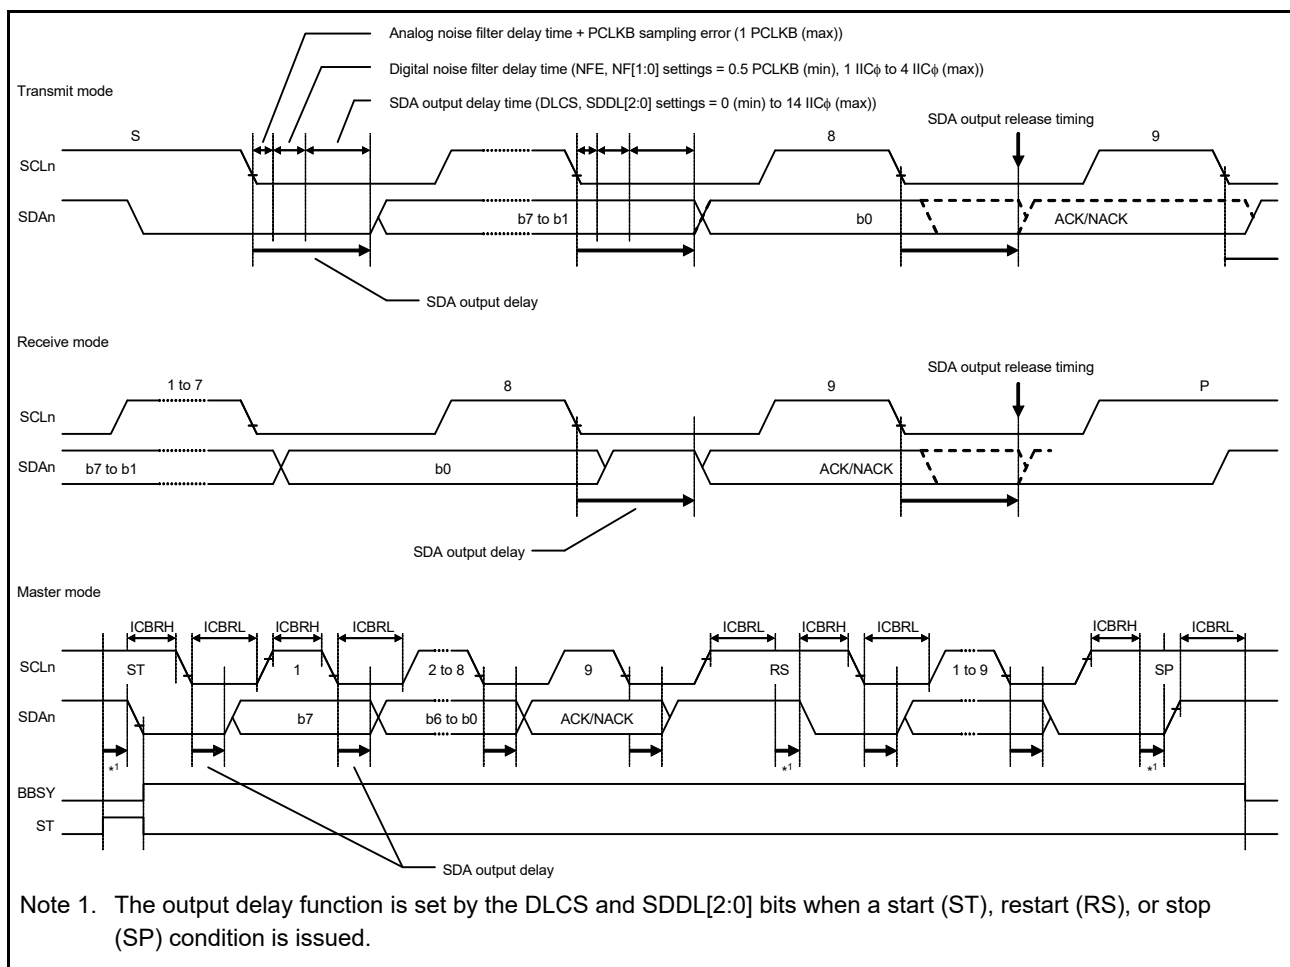 Analog noise filter delay time + PCLKB sampling error (1 PCLKB (max))
Digital noise filter delay time (NFE, NF[1:0] settings = 0.5 PCLKB (min), 1 IICϕ to 4 IICϕ (max))
Transmit mode
SDA output delay time (DLCS, SDDL[2:0] settings = 0 (min) to 14 IICϕ (max))
SDA output release timing
S 8 9
SCLn
SDAn
b7 to b1 b0 ACK/NACK
SDA output delay
Receive mode
SDA output release timing
1 to 7 8 9 P
SCLn
SDAn
b7 to b1 b0 ACK/NACK
SDA output delay
Master mode
ICBRH ICBRL ICBRH ICBRL ICBRL ICBRH ICBRL ICBRH ICBRL
SCLn ST 1 2 to 8 9 RS 1 to 9 SP
SDAn b7 b6 to b0 ACK/NACK
*1 *1 *1
BBSY
ST
SDA output delay
Note 1. The output delay function is set by the DLCS and SDDL[2:0] bits when a start (ST), restart (RS), or stop
(SP) condition is issued.